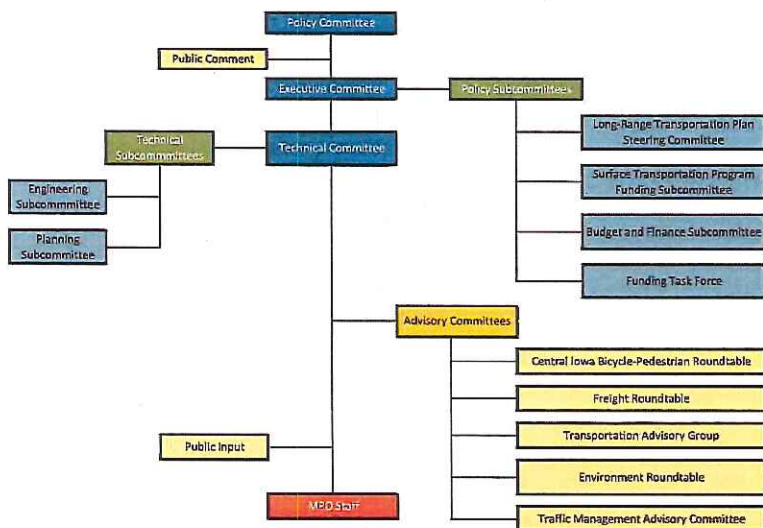 Policy Committee
Public Comment
Executive Committee
Policy Subcommittees
Technical
Subcommmittees
Technical Committee
Long-Range Transportation Plan
Steering Committee
Engineering
Subcommmittee
Surface Transportation Program
Funding Subcommittee
Planning
Subcommittee
Budget and Finance Subcommittee
Funding Task Force
Advisory Committees
Central Iowa Bicycle-Pedestrian Roundtable
Freight Roundtable
Public Input
Transportation Advisory Group
Environment Roundtable
MPO Staff
Traffic Management Advisory Committee